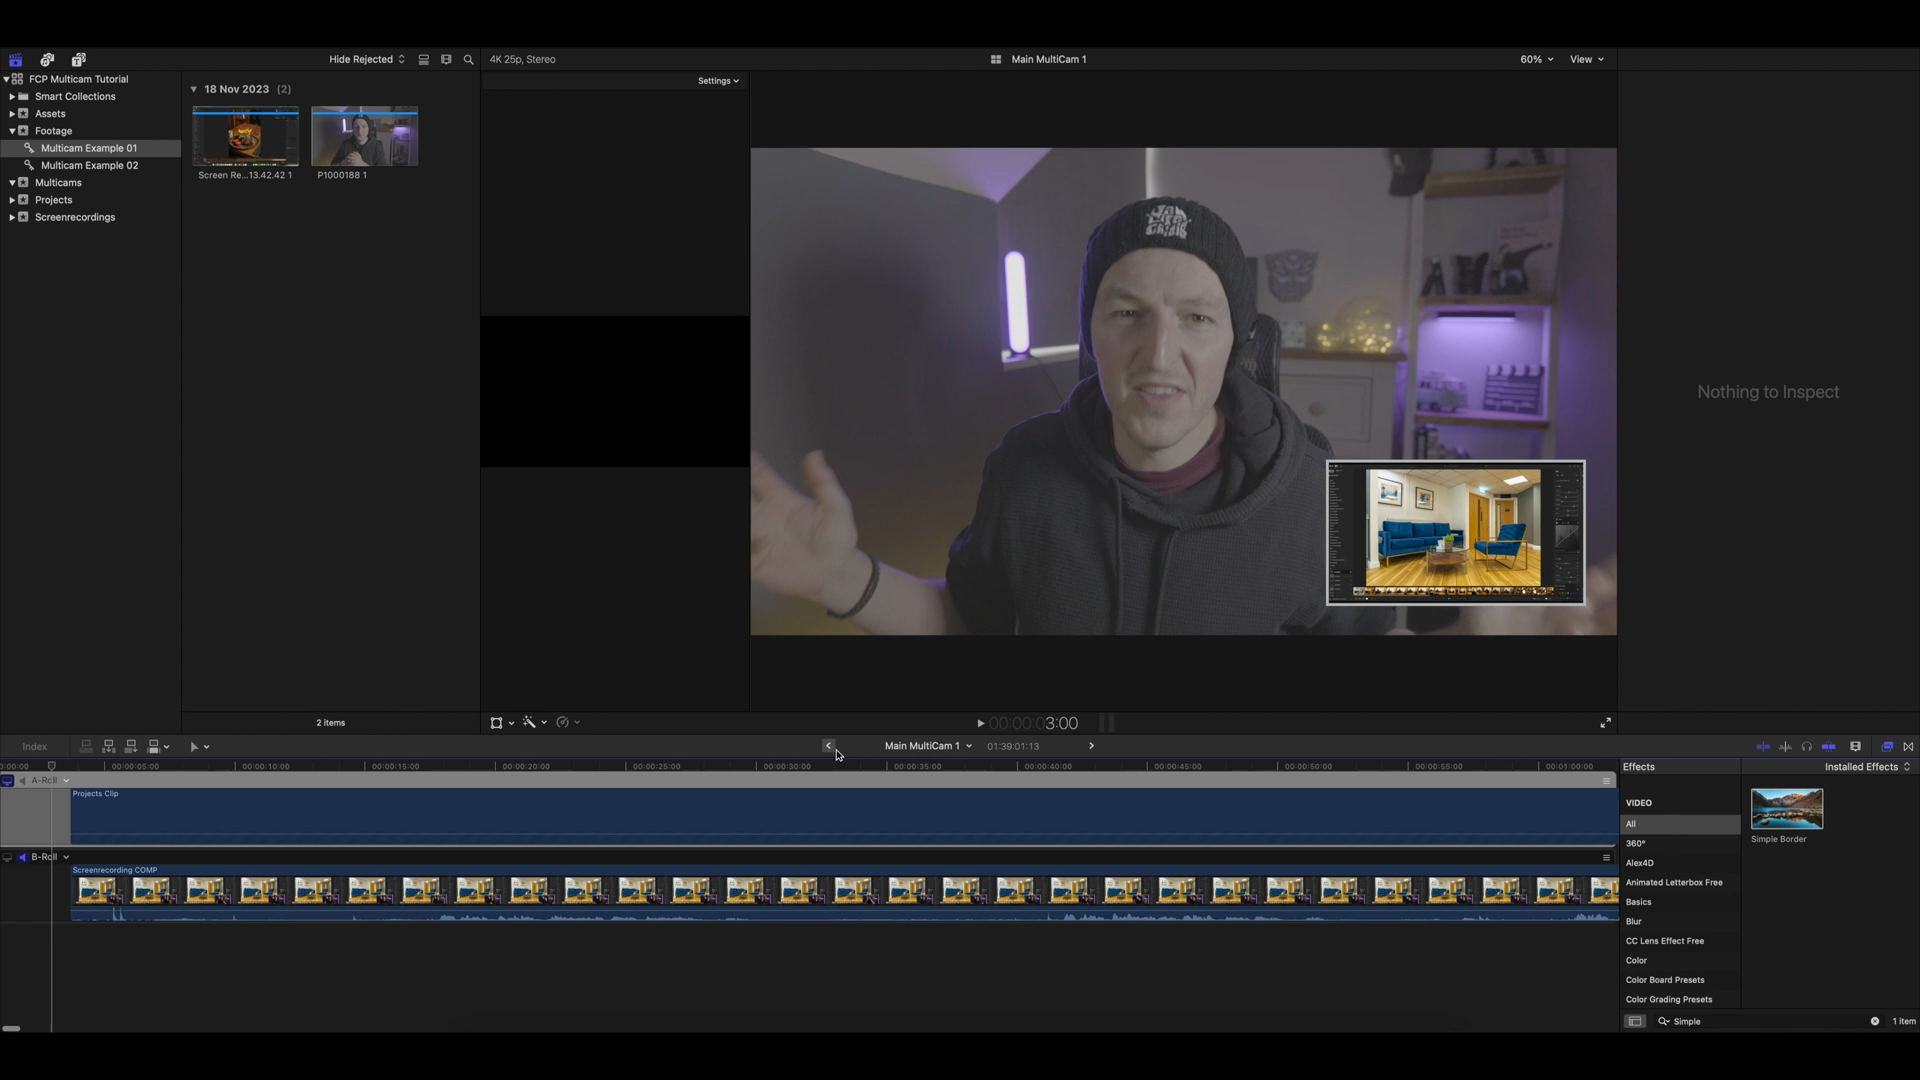 Hide Rejected
4K 25p, Stereo
Main MultiCam 1
60%
View
FCP Multicam Tutorial
Smart Collections
Assets
Footage
Multicam Example 01
Multicam Example 02
Multicams
Projects
Screenrecordings
18 Nov 2023 (2)
Screen Re...13.42.42 1
P1000188 1
Settings
Nothing to Inspect
2 items
00:00:03:00
Index
Main MultiCam 1
01:39:01:13
0:00:00
00:00:05:00
00:00:10:00
00:00:15:00
00:00:20:00
00:00:25:00
00:00:30:00
00:00:35:00
00:00:40:00
00:00:45:00
00:00:50:00
00:00:55:00
00:01:00:00
A-Roll
Projects Clip
B-Roll
Screenrecording COMP
Effects
Installed Effects
VIDEO
All
360°
Alex4D
Animated Letterbox Free
Basics
Blur
CC Lens Effect Free
Color
Color Board Presets
Color Grading Presets
Simple Border
Simple
1 item